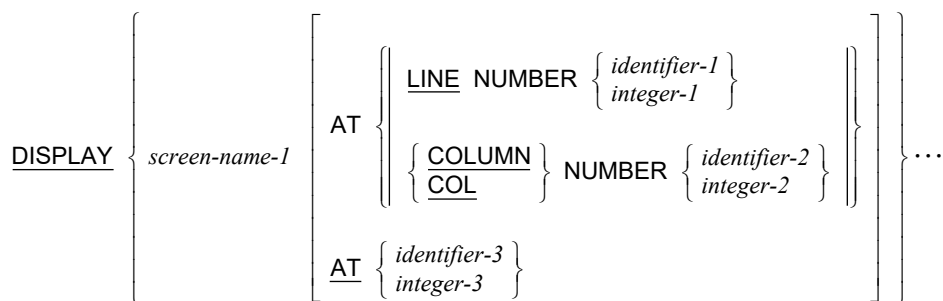 LINE NUMBER identifier-1
integer-1
AT
DISPLAY screen-name-1
COLUMN
COL
NUMBER identifier-2
integer-2
...
AT identifier-3
integer-3